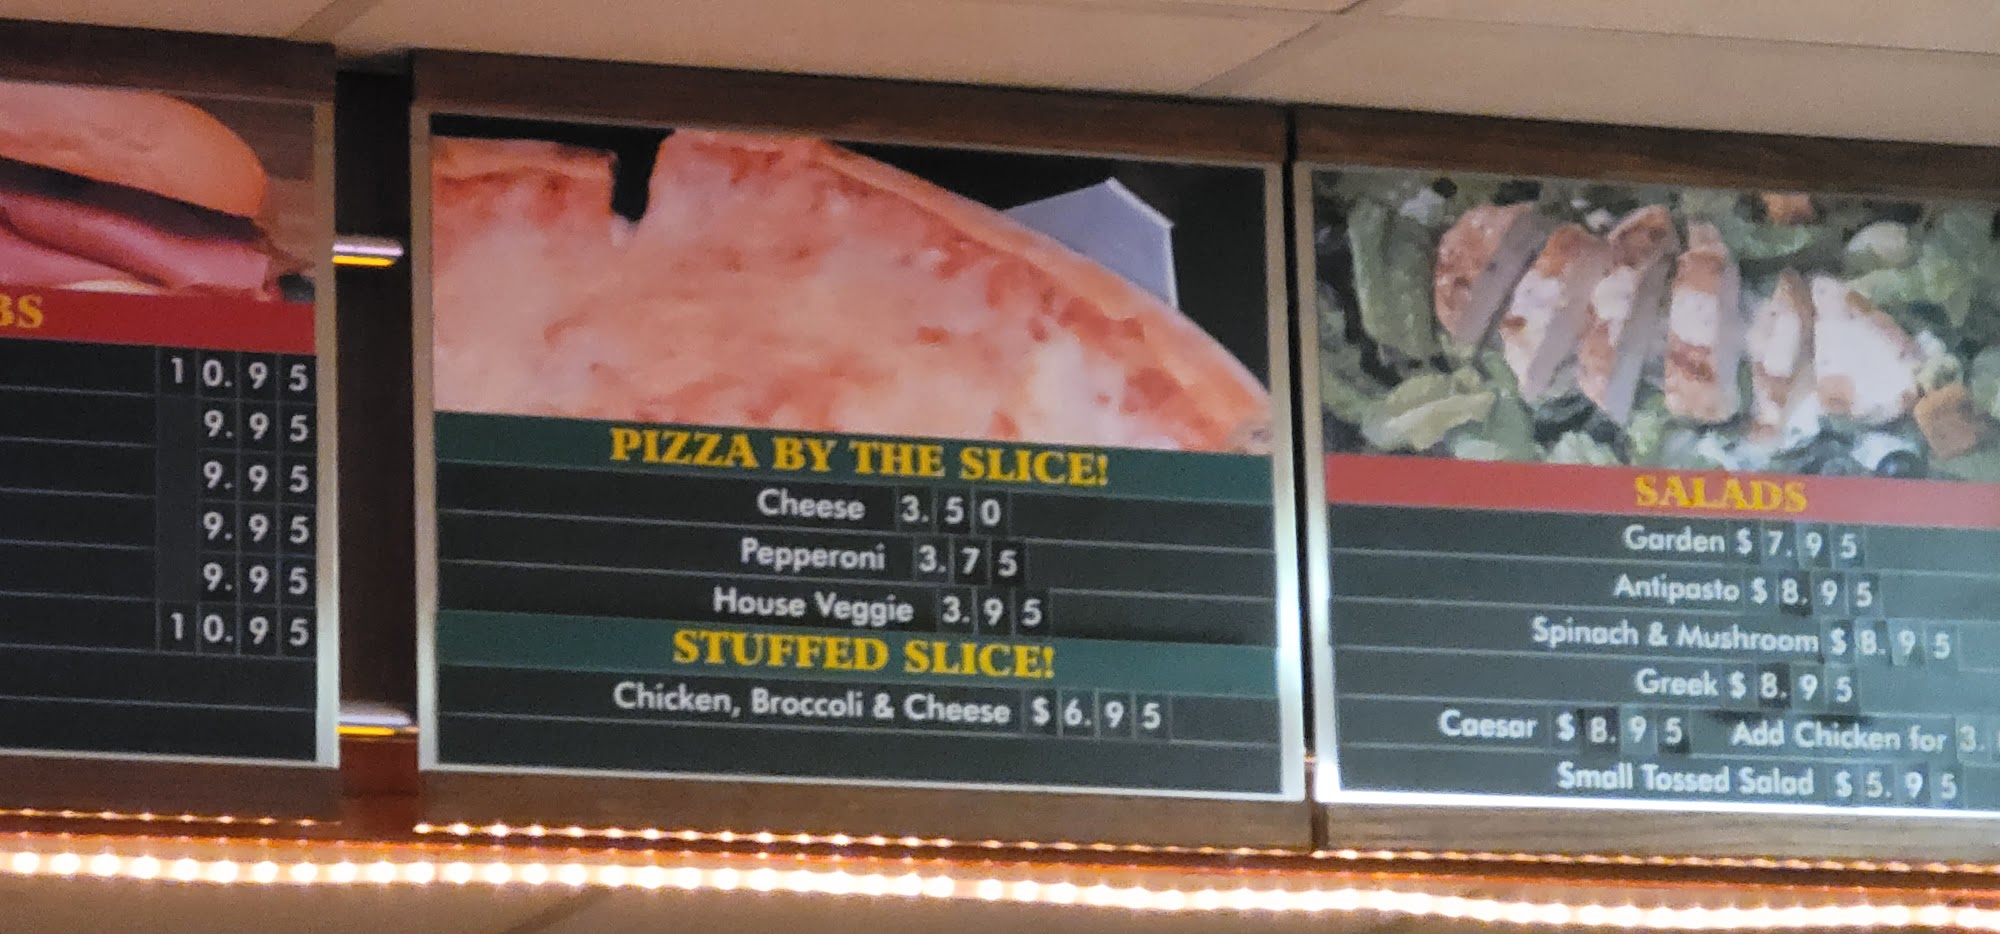 BS
10.95
9.95
9.95
9.95
9.95
10.95
PIZZA BY THE SLICE!
Cheese 3.50
Pepperoni 3.75
House Veggie 3.95
STUFFED SLICE!
Chicken, Broccoli & Cheese $6.95
SALADS
Garden $7.95
Antipasto $8.95
Spinach & Mushroom $8.95
Greek $8.95
Caesar $8.95 Add Chicken for 3.
Small Tossed Salad $5.95